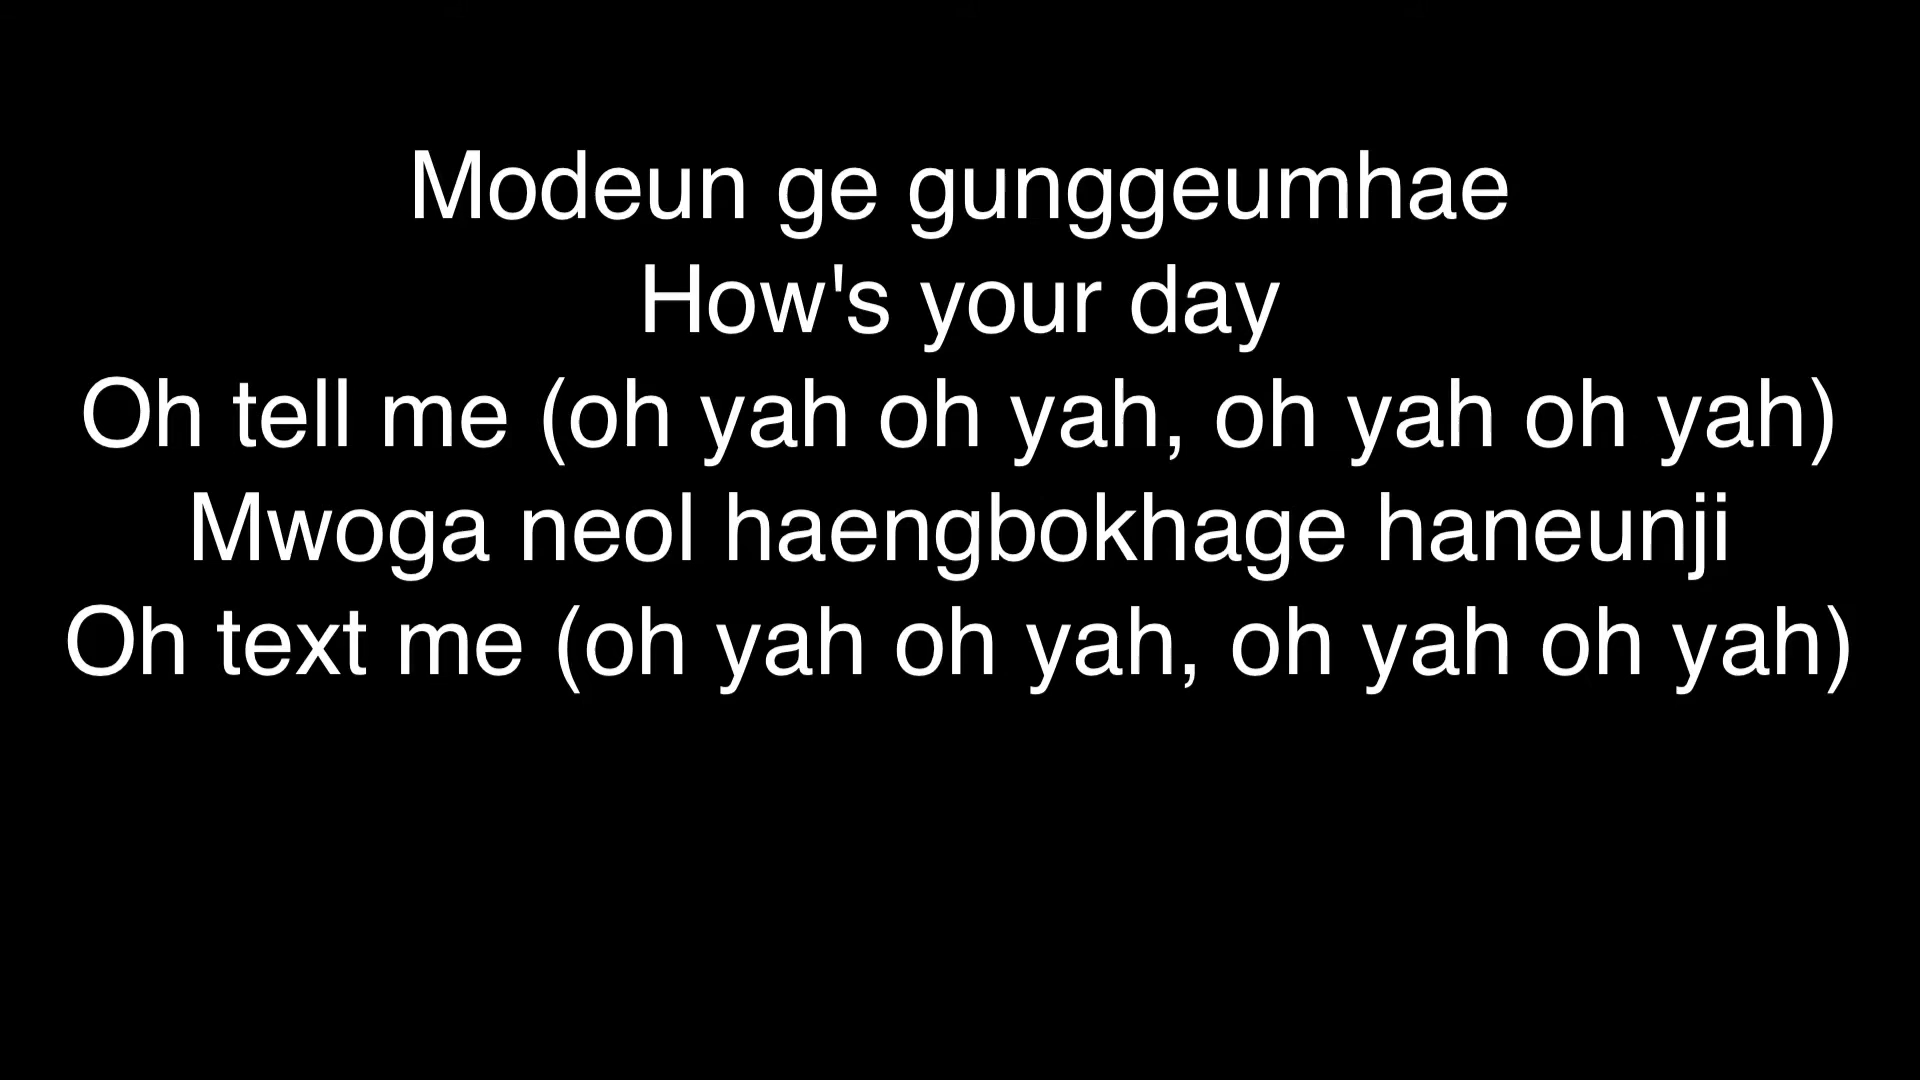 Modeun ge gunggeumhae
How's your day
Oh tell me (oh yah oh yah, oh yah oh yah)
Mwoga neol haengbokhage haneunji
Oh text me (oh yah oh yah, oh yah oh yah)